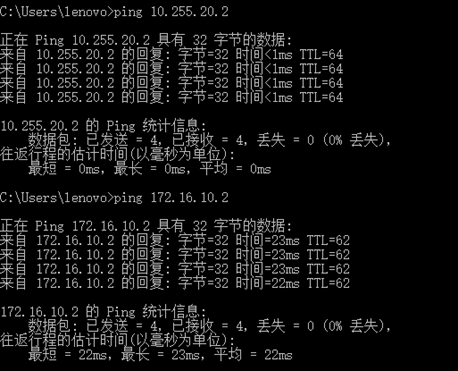 C:\Users\lenovo>ping 10.255.20.2
正在 Ping 10.255.20.2 具有 32 字节的数据:
来自 10.255.20.2 的回复: 字节=32 时间<1ms TTL=64
来自 10.255.20.2 的回复: 字节=32 时间<1ms TTL=64
来自 10.255.20.2 的回复: 字节=32 时间<1ms TTL=64
来自 10.255.20.2 的回复: 字节=32 时间<1ms TTL=64
10.255.20.2 的 Ping 统计信息:
数据包: 已发送 = 4，已接收 = 4，丢失 = 0 (0% 丢失)，
往返行程的估计时间(以毫秒为单位):
最短 = 0ms，最长 = 0ms，平均 = 0ms
C:\Users\lenovo>ping 172.16.10.2
正在 Ping 172.16.10.2 具有 32 字节的数据:
来自 172.16.10.2 的回复: 字节=32 时间=23ms TTL=62
来自 172.16.10.2 的回复: 字节=32 时间=23ms TTL=62
来自 172.16.10.2 的回复: 字节=32 时间=23ms TTL=62
来自 172.16.10.2 的回复: 字节=32 时间=22ms TTL=62
172.16.10.2 的 Ping 统计信息:
数据包: 已发送 = 4，已接收 = 4，丢失 = 0 (0% 丢失)，
往返行程的估计时间(以毫秒为单位):
最短 = 22ms，最长 = 23ms，平均 = 22ms